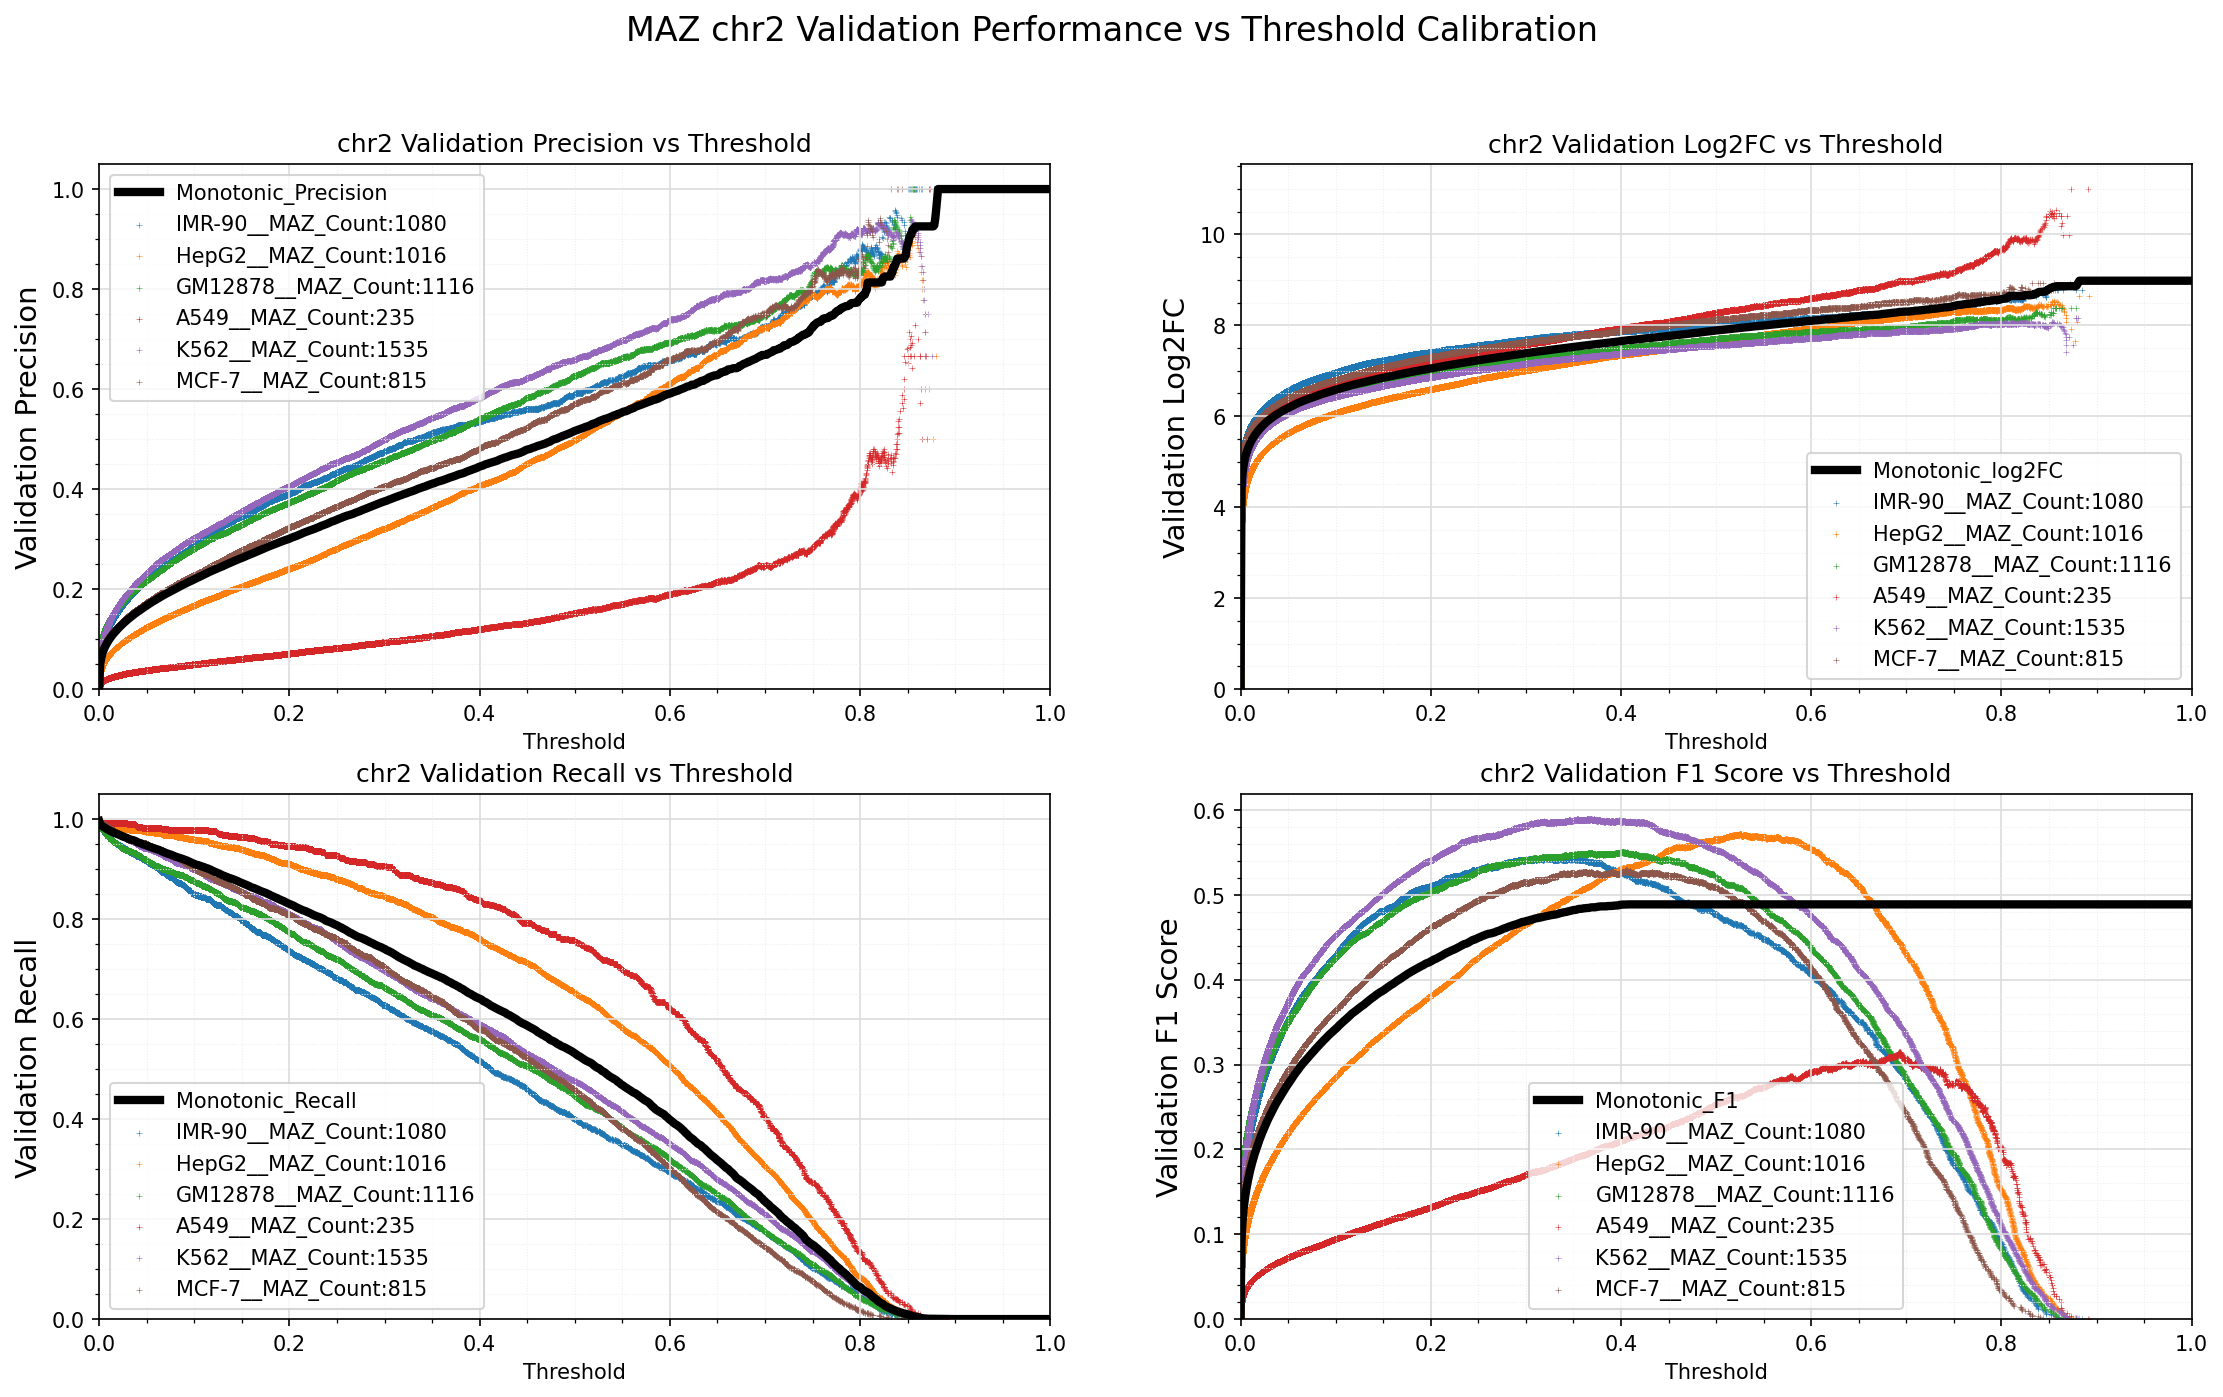 MAZ chr2 Validation Performance vs Threshold Calibration
chr2 Validation Precision vs Threshold
Validation Precision
1.0
0.8
0.6
0.4
0.2
0.0
Monotonic_Precision
IMR-90__MAZ_Count:1080
HepG2__MAZ_Count:1016
GM12878__MAZ_Count:1116
A549__MAZ_Count:235
K562__MAZ_Count:1535
MCF-7__MAZ_Count:815
0.0 0.2 0.4 0.6 0.8 1.0
Threshold
chr2 Validation Log2FC vs Threshold
Validation Log2FC
10
8
6
4
2
0
Monotonic_log2FC
IMR-90__MAZ_Count:1080
HepG2__MAZ_Count:1016
GM12878__MAZ_Count:1116
A549__MAZ_Count:235
K562__MAZ_Count:1535
MCF-7__MAZ_Count:815
0.0 0.2 0.4 0.6 0.8 1.0
Threshold
chr2 Validation Recall vs Threshold
Validation Recall
1.0
0.8
0.6
0.4
0.2
0.0
Monotonic_Recall
IMR-90__MAZ_Count:1080
HepG2__MAZ_Count:1016
GM12878__MAZ_Count:1116
A549__MAZ_Count:235
K562__MAZ_Count:1535
MCF-7__MAZ_Count:815
0.0 0.2 0.4 0.6 0.8 1.0
Threshold
chr2 Validation F1 Score vs Threshold
Validation F1 Score
0.6
0.5
0.4
0.3
0.2
0.1
0.0
Monotonic_F1
IMR-90__MAZ_Count:1080
HepG2__MAZ_Count:1016
GM12878__MAZ_Count:1116
A549__MAZ_Count:235
K562__MAZ_Count:1535
MCF-7__MAZ_Count:815
0.0 0.2 0.4 0.6 0.8 1.0
Threshold